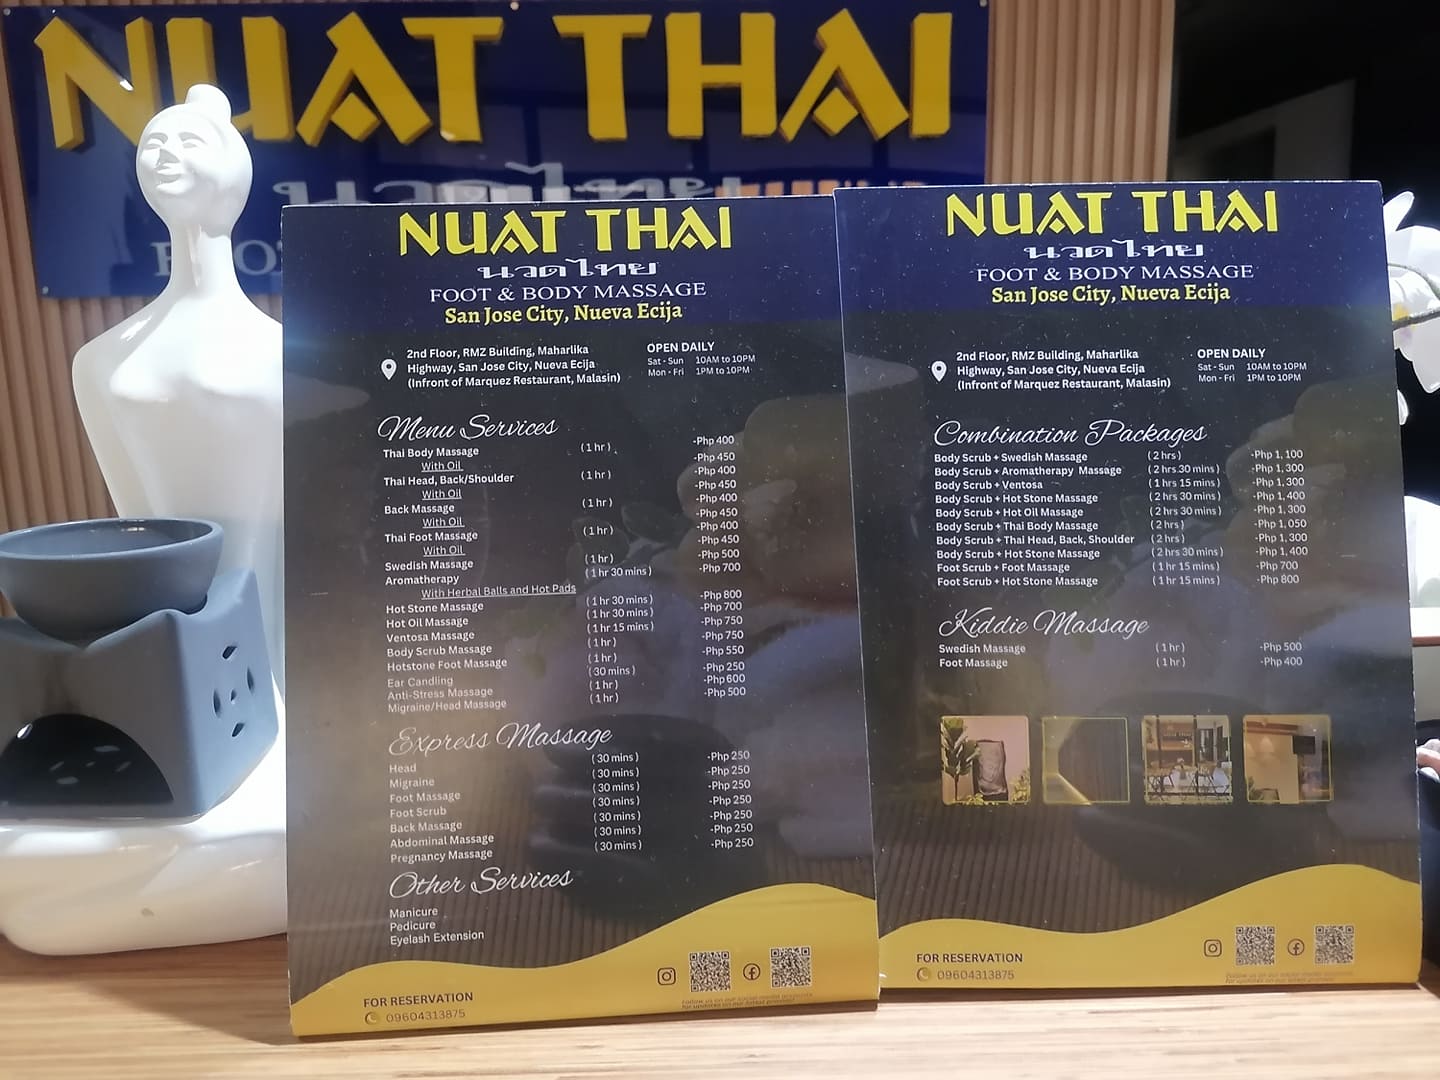 NUAT THAI
นวดไทย
NUAT THAI
นวดไทย
FOOT & BODY MASSAGE
San Jose City, Nueva Ecija
2nd Floor, RMZ Building, Maharlika
Highway, San Jose City, Nueva Ecija
(Infront of Marquez Restaurant, Malasin)
OPEN DAILY
Sat - Sun 10AM to 10PM
Mon - Fri 1PM to 10PM
Menu Services
Thai Body Massage (1 hr) -Php 400
With Oil -Php 450
Thai Head, Back/Shoulder (1 hr) -Php 400
With Oil -Php 450
Back Massage (1 hr) -Php 400
With Oil -Php 450
Thai Foot Massage (1 hr) -Php 400
With Oil -Php 450
Swedish Massage (1 hr) -Php 500
Aromatherapy (1 hr 30 mins) -Php 700
With Herbal Balls and Hot Pads
Hot Stone Massage (1 hr 30 mins) -Php 800
Hot Oil Massage (1 hr 30 mins) -Php 700
Ventosa Massage (1 hr 15 mins) -Php 750
Body Scrub Massage (1 hr) -Php 750
Hotstone Foot Massage (1 hr) -Php 550
Ear Candling (30 mins) -Php 250
Anti-Stress Massage (1 hr) -Php 600
Migraine/Head Massage (1 hr) -Php 500
Express Massage
Head (30 mins) -Php 250
Migraine (30 mins) -Php 250
Foot Massage (30 mins) -Php 250
Foot Scrub (30 mins) -Php 250
Back Massage (30 mins) -Php 250
Abdominal Massage (30 mins) -Php 250
Pregnancy Massage (30 mins) -Php 250
Other Services
Manicure
Pedicure
Eyelash Extension
FOR RESERVATION
09604313875
Follow us on our social media accounts
for updates on our latest promos!
NUAT THAI
นวดไทย
FOOT & BODY MASSAGE
San Jose City, Nueva Ecija
2nd Floor, RMZ Building, Maharlika
Highway, San Jose City, Nueva Ecija
(Infront of Marquez Restaurant, Malasin)
OPEN DAILY
Sat - Sun 10AM to 10PM
Mon - Fri 1PM to 10PM
Combination Packages
Body Scrub + Swedish Massage (2 hrs) -Php 1, 100
Body Scrub + Aromatherapy Massage (2 hrs.30 mins) -Php 1, 300
Body Scrub + Ventosa (1 hrs 15 mins) -Php 1, 300
Body Scrub + Hot Stone Massage (2 hrs 30 mins) -Php 1, 400
Body Scrub + Hot Oil Massage (2 hrs 30 mins) -Php 1, 300
Body Scrub + Thai Body Massage (2 hrs) -Php 1, 050
Body Scrub + Thai Head, Back, Shoulder (2 hrs) -Php 1, 300
Body Scrub + Hot Stone Massage (2 hrs 30 mins) -Php 1, 400
Foot Scrub + Foot Massage (1 hr 15 mins) -Php 700
Foot Scrub + Hot Stone Massage (1 hr 15 mins) -Php 800
Kiddie Massage
Swedish Massage (1 hr) -Php 500
Foot Massage (1 hr) -Php 400
FOR RESERVATION
09604313875